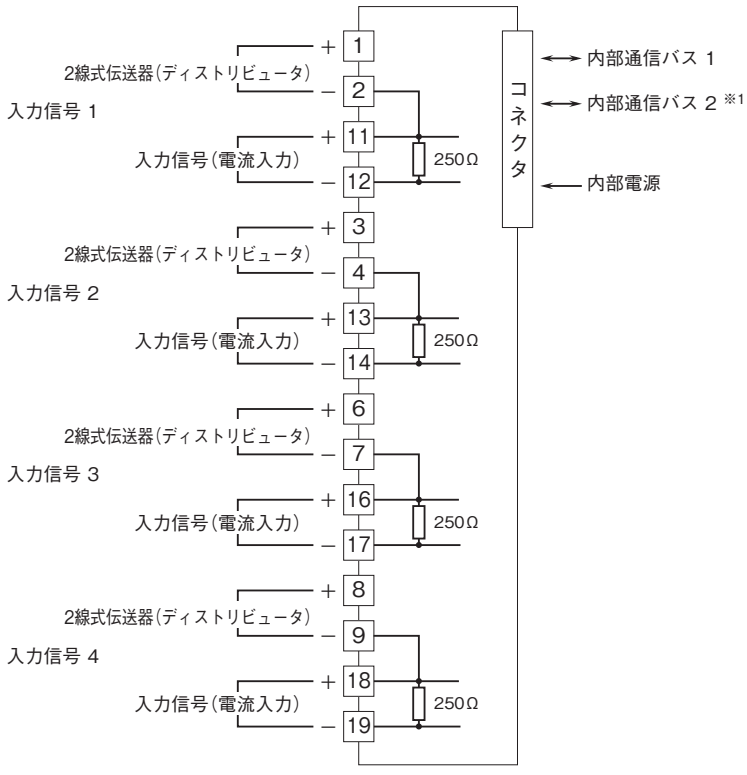 入力信号 1
2線式伝送器(ディストリビュータ)
+ 1
− 2
入力信号(電流入力)
+ 11
− 12
250Ω
入力信号 2
2線式伝送器(ディストリビュータ)
+ 3
− 4
入力信号(電流入力)
+ 13
− 14
250Ω
入力信号 3
2線式伝送器(ディストリビュータ)
+ 6
− 7
入力信号(電流入力)
+ 16
− 17
250Ω
入力信号 4
2線式伝送器(ディストリビュータ)
+ 8
− 9
入力信号(電流入力)
+ 18
− 19
250Ω
コネクタ
内部通信バス 1
内部通信バス 2 ※1
内部電源